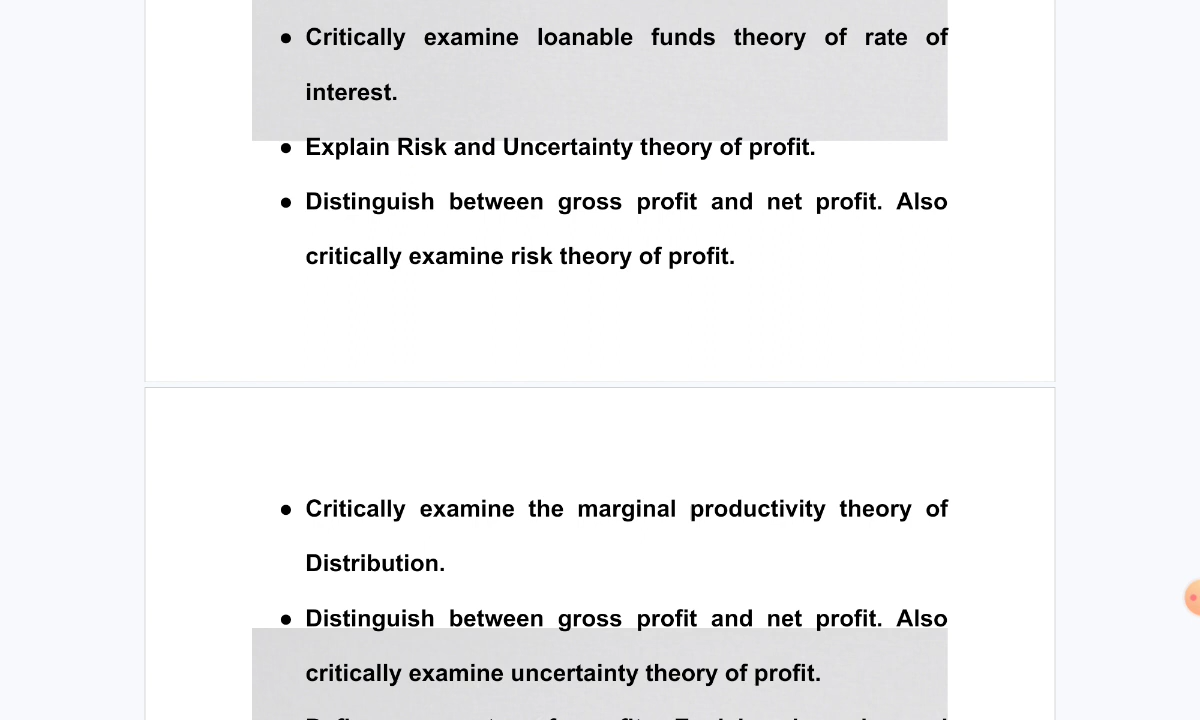 ● Critically examine loanable funds theory of rate of
interest.
● Explain Risk and Uncertainty theory of profit.
● Distinguish between gross profit and net profit. Also
critically examine risk theory of profit.
● Critically examine the marginal productivity theory of
Distribution.
● Distinguish between gross profit and net profit. Also
critically examine uncertainty theory of profit.